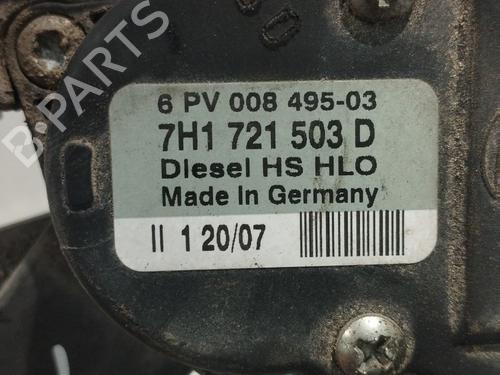 B-PARTS
6 PV 008 495-03
7H1 721 503 D
Diesel HS HLO
Made In Germany
II 1 20/07